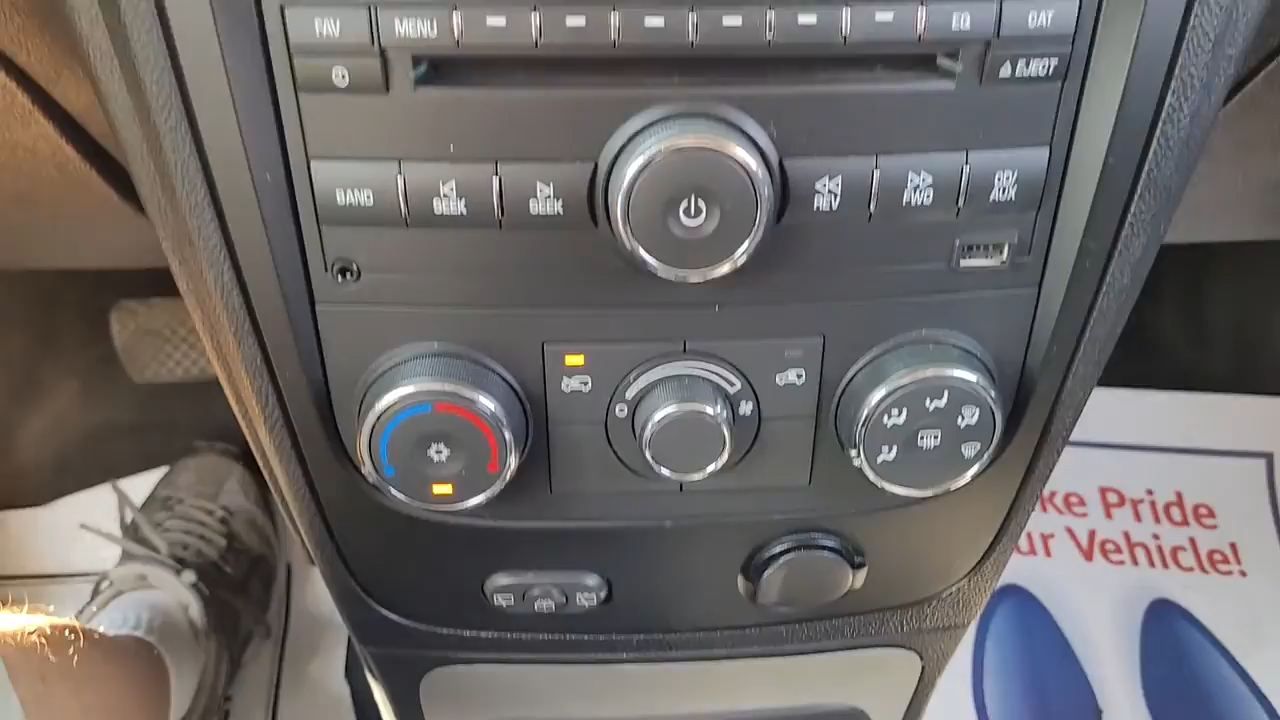 FAV
MENU
EQ
CAT
EJECT
BAND
SEEK
SEEK
REV
FWD
CD/
AUX
ke Pride
ur Vehicle!